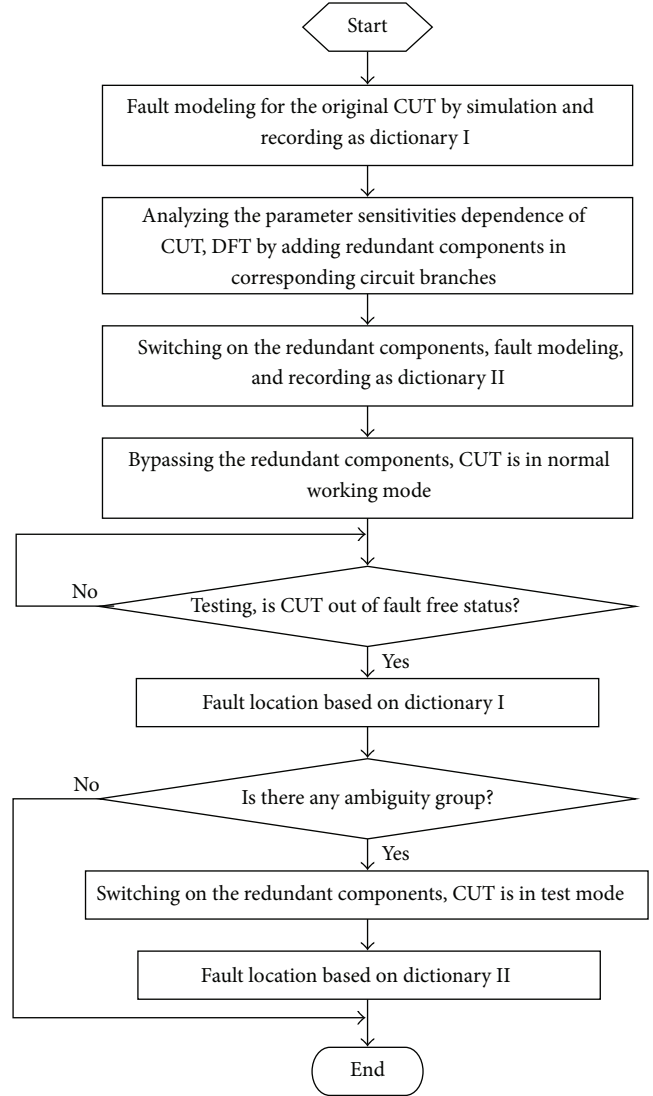 Start
Fault modeling for the original CUT by simulation and
recording as dictionary I
Analyzing the parameter sensitivities dependence of
CUT, DFT by adding redundant components in
corresponding circuit branches
Switching on the redundant components, fault modeling,
and recording as dictionary II
Bypassing the redundant components, CUT is in normal
working mode
No
Testing, is CUT out of fault free status?
Yes
Fault location based on dictionary I
No
Is there any ambiguity group?
Yes
Switching on the redundant components, CUT is in test mode
Fault location based on dictionary II
End